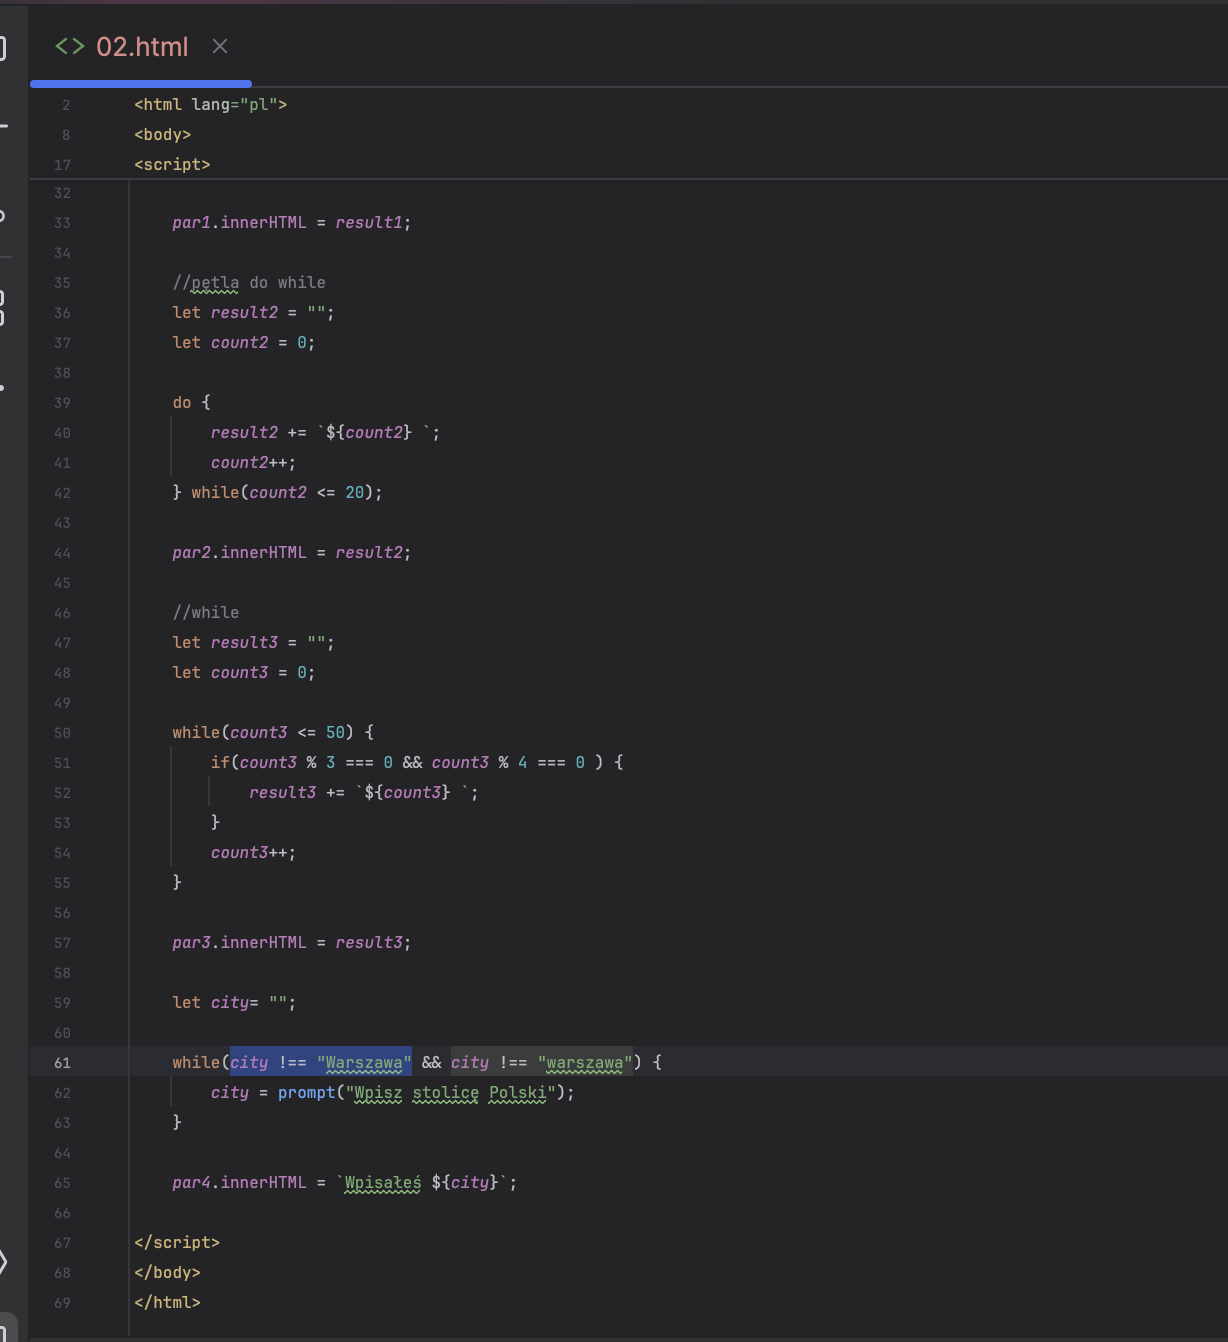 <> 02.html ×
2 <html lang="pl">
8 <body>
17 <script>
32
33 par1.innerHTML = result1;
34
35 //pętla do while
36 let result2 = "";
37 let count2 = 0;
38
39 do {
40 result2 += `${count2} `;
41 count2++;
42 } while(count2 <= 20);
43
44 par2.innerHTML = result2;
45
46 //while
47 let result3 = "";
48 let count3 = 0;
49
50 while(count3 <= 50) {
51 if(count3 % 3 === 0 && count3 % 4 === 0 ) {
52 result3 += `${count3} `;
53 }
54 count3++;
55 }
56
57 par3.innerHTML = result3;
58
59 let city= "";
60
61 while(city !== "Warszawa" && city !== "warszawa") {
62 city = prompt("Wpisz stolicę Polski");
63 }
64
65 par4.innerHTML = `Wpisałeś ${city}`;
66
67 </script>
68 </body>
69 </html>